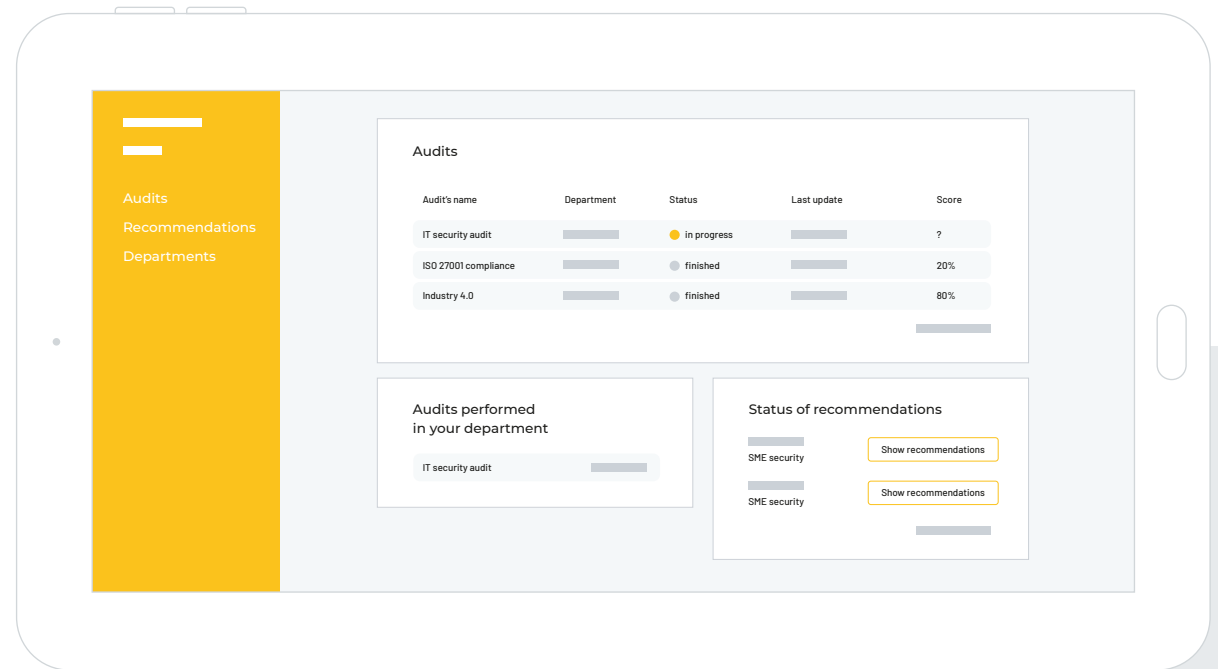 Audits
Recommendations
Departments
Audits
Audit's name Department Status Last update Score
IT security audit in progress ?
ISO 27001 compliance finished 20%
Industry 4.0 finished 80%
Audits performed
in your department
IT security audit
Status of recommendations
SME security Show recommendations
SME security Show recommendations